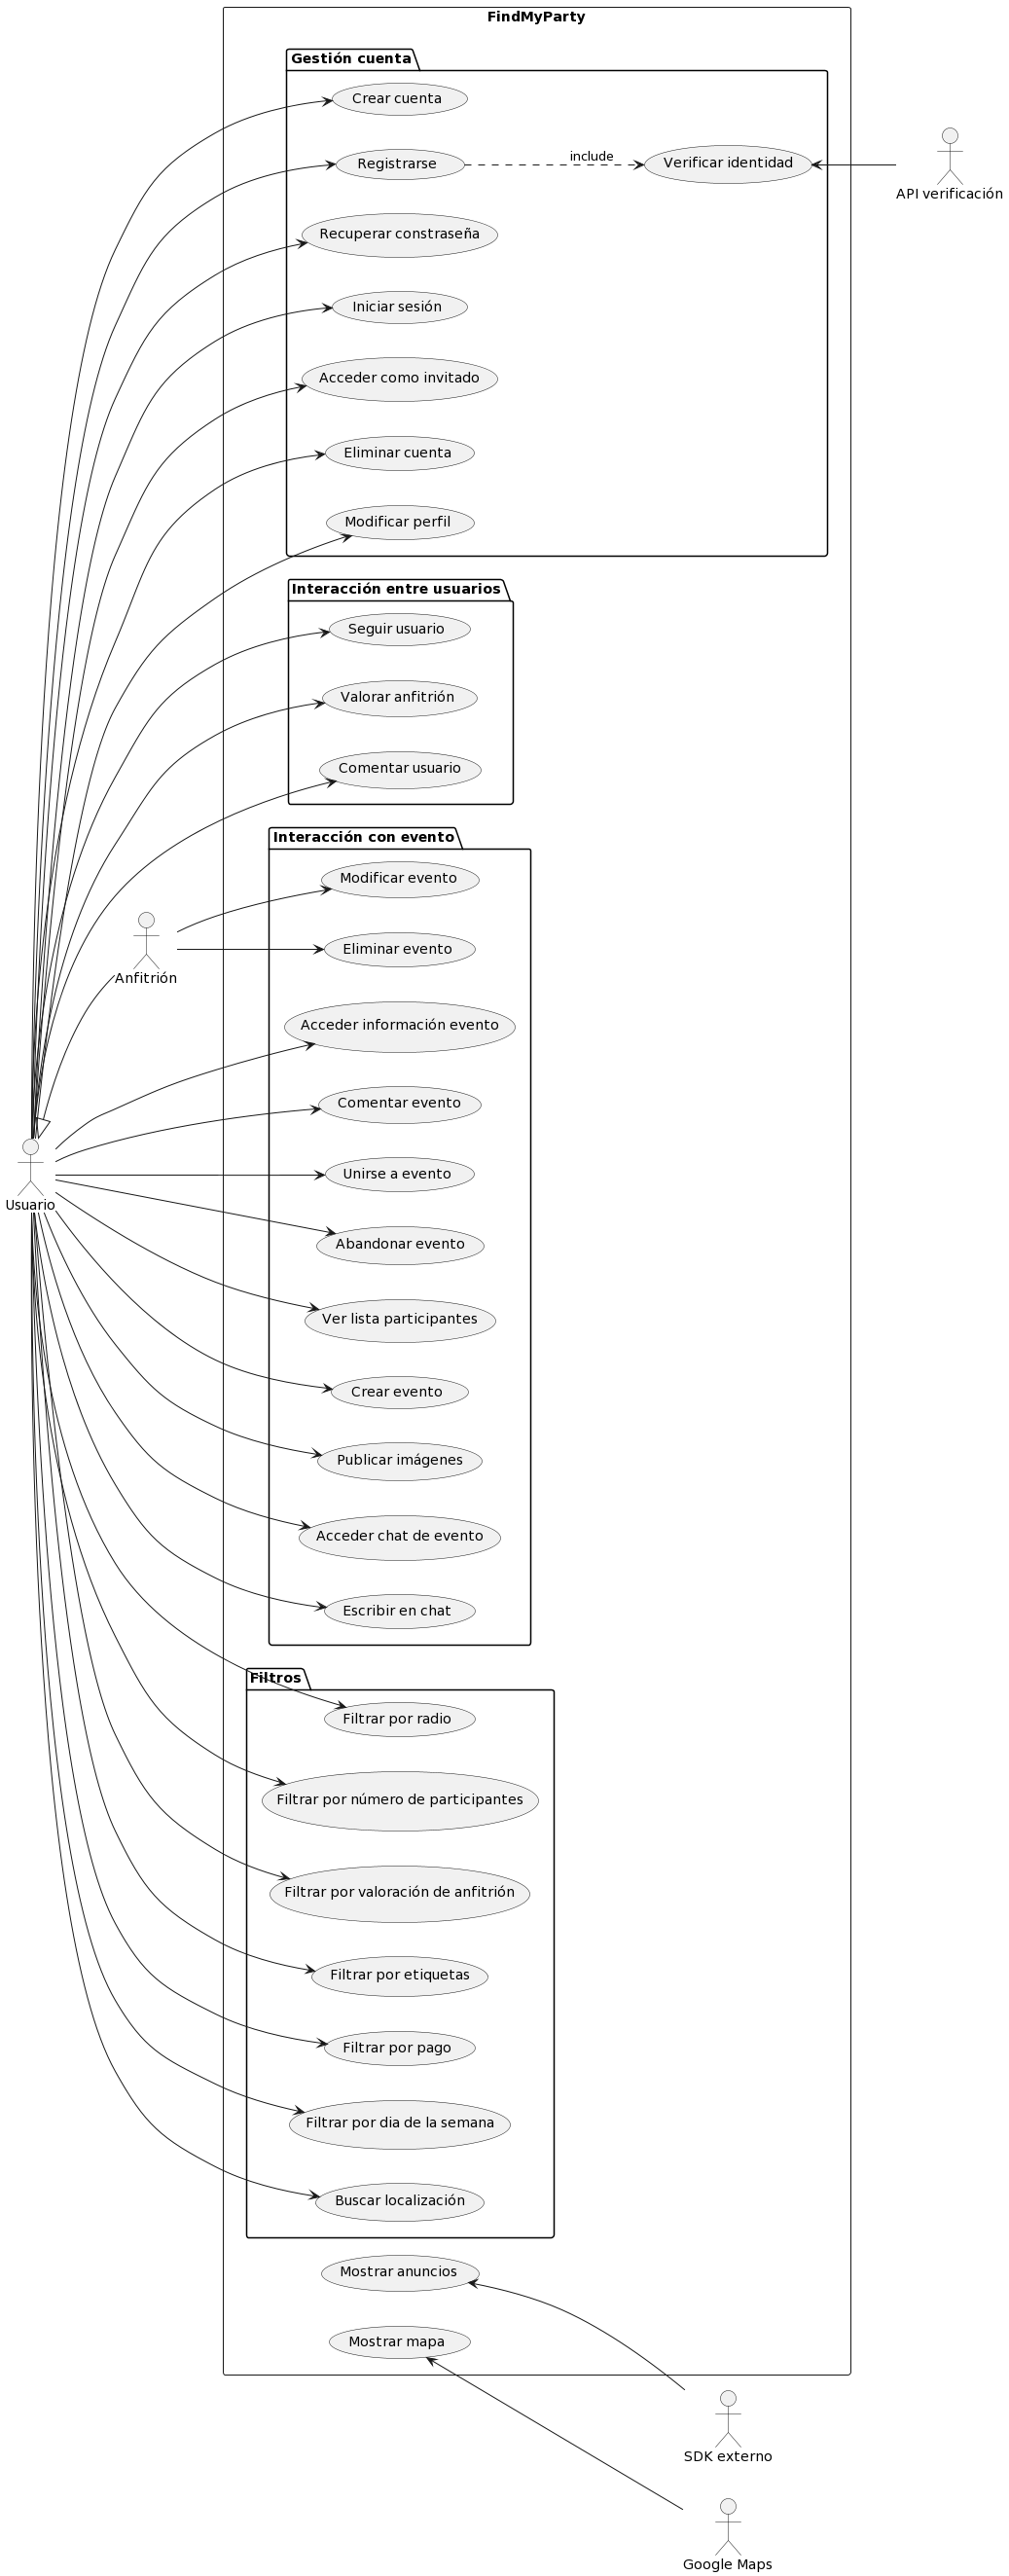 FindMyParty
Gestión cuenta
Crear cuenta
Registrarse
include
Verificar identidad
API verificación
Recuperar constraseña
Iniciar sesión
Acceder como invitado
Eliminar cuenta
Modificar perfil
Interacción entre usuarios
Seguir usuario
Valorar anfitrión
Comentar usuario
Interacción con evento
Modificar evento
Eliminar evento
Anfitrión
Acceder información evento
Comentar evento
Unirse a evento
Usuario
Abandonar evento
Ver lista participantes
Crear evento
Publicar imágenes
Acceder chat de evento
Escribir en chat
Filtros
Filtrar por radio
Filtrar por número de participantes
Filtrar por valoración de anfitrión
Filtrar por etiquetas
Filtrar por pago
Filtrar por dia de la semana
Buscar localización
Mostrar anuncios
Mostrar mapa
SDK externo
Google Maps